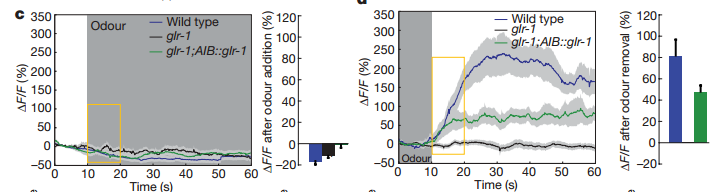 c
350
300
250
200
150
100
50
0
−50
ΔF/F (%)
Odour
Wild type
glr-1
glr-1;AIB::glr-1
0 10 20 30 40 50 60
Time (s)
120
100
80
60
40
20
0
−20
ΔF/F after odour addition (%)
d
350
300
250
200
150
100
50
0
−50
ΔF/F (%)
Odour
Wild type
glr-1
glr-1;AIB::glr-1
0 10 20 30 40 50 60
Time (s)
120
100
80
60
40
20
0
−20
ΔF/F after odour removal (%)